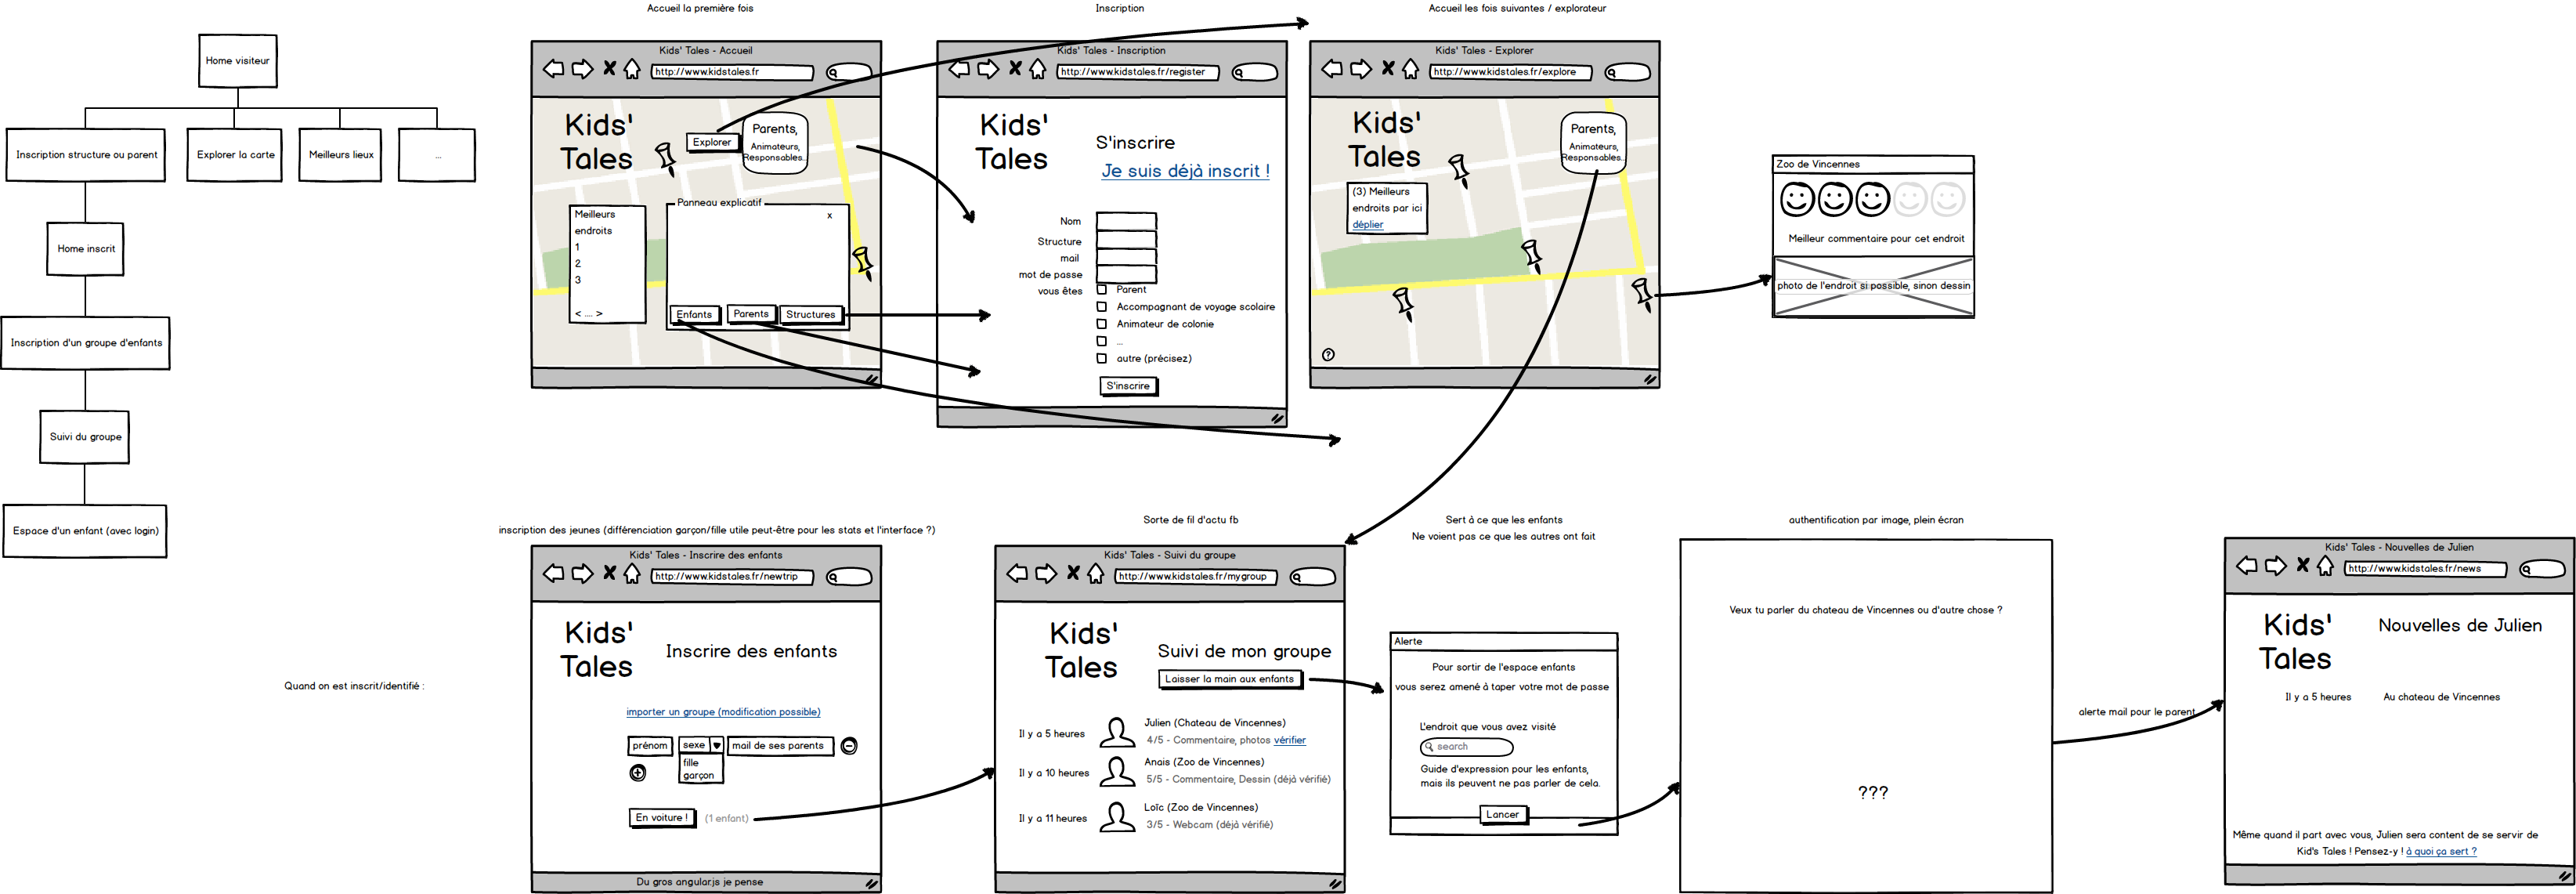 Home visiteur
Inscription structure ou parent
Explorer la carte
Meilleurs lieux
...
Home inscrit
Inscription d'un groupe d'enfants
Suivi du groupe
Espace d'un enfant (avec login)
Quand on est inscrit/identifié :
Accueil la première fois
Kids' Tales - Accueil
http://www.kidstales.fr
Kids'
Tales
Explorer
Parents,
Animateurs,
Responsables...
Meilleurs
endroits
1
2
3
< .... >
Panneau explicatif
x
Enfants
Parents
Structures
Inscription
Kids' Tales - Inscription
http://www.kidstales.fr/register
Kids'
Tales
S'inscrire
Je suis déjà inscrit !
Nom
Structure
mail
mot de passe
vous êtes
Parent
Accompagnant de voyage scolaire
Animateur de colonie
...
autre (précisez)
S'inscrire
Accueil les fois suivantes / explorateur
Kids' Tales - Explorer
http://www.kidstales.fr/explore
Kids'
Tales
Parents,
Animateurs,
Responsables...
(3) Meilleurs
endroits par ici
déplier
?
Zoo de Vincennes
Meilleur commentaire pour cet endroit
photo de l'endroit si possible, sinon dessin
inscription des jeunes (différenciation garçon/fille utile peut-être pour les stats et l'interface ?)
Kids' Tales - Inscrire des enfants
http://www.kidstales.fr/newtrip
Kids'
Tales
Inscrire des enfants
importer un groupe (modification possible)
prénom
sexe
mail de ses parents
fille
garçon
En voiture !
(1 enfant)
Du gros angular.js je pense
Sorte de fil d'actu fb
Kids' Tales - Suivi du groupe
http://www.kidstales.fr/mygroup
Kids'
Tales
Suivi de mon groupe
Laisser la main aux enfants
Il y a 5 heures
Julien (Chateau de Vincennes)
4/5 - Commentaire, photos vérifier
Il y a 10 heures
Anais (Zoo de Vincennes)
5/5 - Commentaire, Dessin (déjà vérifié)
Il y a 11 heures
Loïc (Zoo de Vincennes)
3/5 - Webcam (déjà vérifié)
Sert à ce que les enfants
Ne voient pas ce que les autres ont fait
Alerte
Pour sortir de l'espace enfants
vous serez amené à taper votre mot de passe
L'endroit que vous avez visité
search
Guide d'expression pour les enfants,
mais ils peuvent ne pas parler de cela.
Lancer
authentification par image, plein écran
Veux tu parler du chateau de Vincennes ou d'autre chose ?
???
alerte mail pour le parent
Kids' Tales - Nouvelles de Julien
http://www.kidstales.fr/news
Kids'
Tales
Nouvelles de Julien
Il y a 5 heures
Au chateau de Vincennes
Même quand il part avec vous, Julien sera content de se servir de
Kid's Tales ! Pensez-y ! à quoi ça sert ?